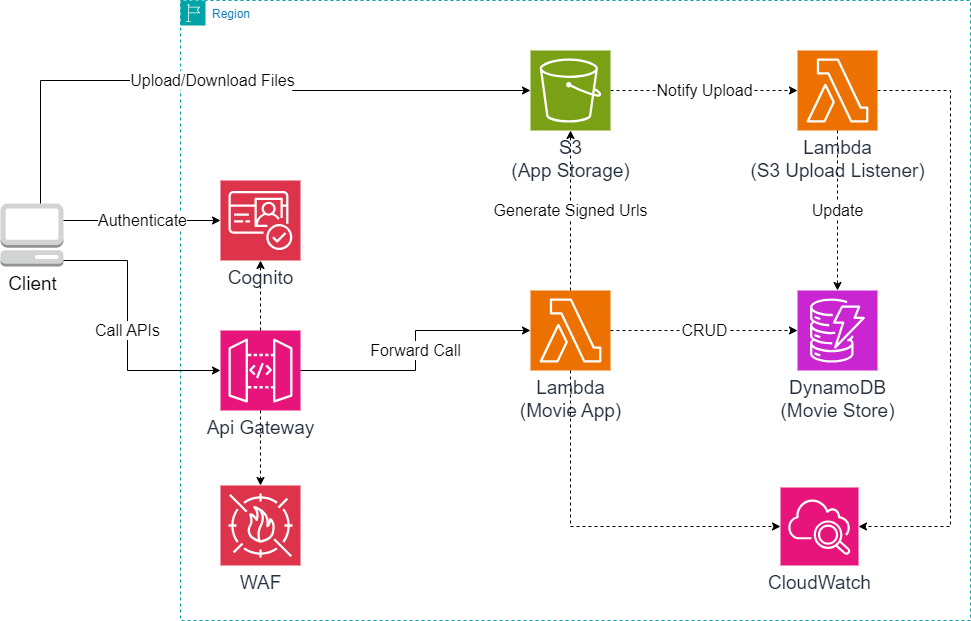 Region
Upload/Download Files
Notify Upload
S3
(App Storage)
Lambda
(S3 Upload Listener)
Generate Signed Urls
Update
Authenticate
Cognito
Client
Call APIs
Forward Call
CRUD
</>
Api Gateway
Lambda
(Movie App)
DynamoDB
(Movie Store)
WAF
CloudWatch